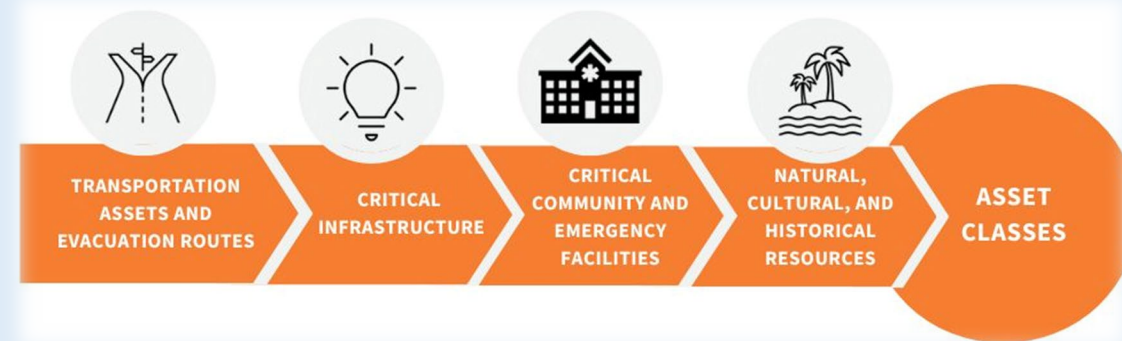 TRANSPORTATION
ASSETS AND
EVACUATION ROUTES
CRITICAL
INFRASTRUCTURE
CRITICAL
COMMUNITY AND
EMERGENCY
FACILITIES
NATURAL,
CULTURAL, AND
HISTORICAL
RESOURCES
ASSET
CLASSES